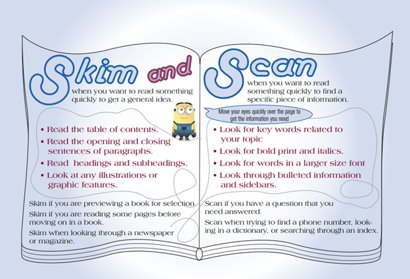 Skim and
when you want to read something
quickly to get a general idea.
• Read the table of contents.
• Read the opening and closing
sentences of paragraphs.
• Read headings and subheadings.
• Look at any illustrations or
graphic features.
Skim if you are previewing a book for selection
Skim if you are reading some pages before
moving on in a book.
Skim when looking through a newspaper
or magazine.
Scan
when you want to read
something quickly to find a
specific piece of information.
Move your eyes quickly over the page to
get the information you need
• Look for key words related to
your topic
• Look for bold print and italics.
• Look for words in a larger size font
• Look through bulleted information
and sidebars.
Scan if you have a question that you
need answered.
Scan when trying to find a phone number, look-
ing in a dictionary, or searching through an index.